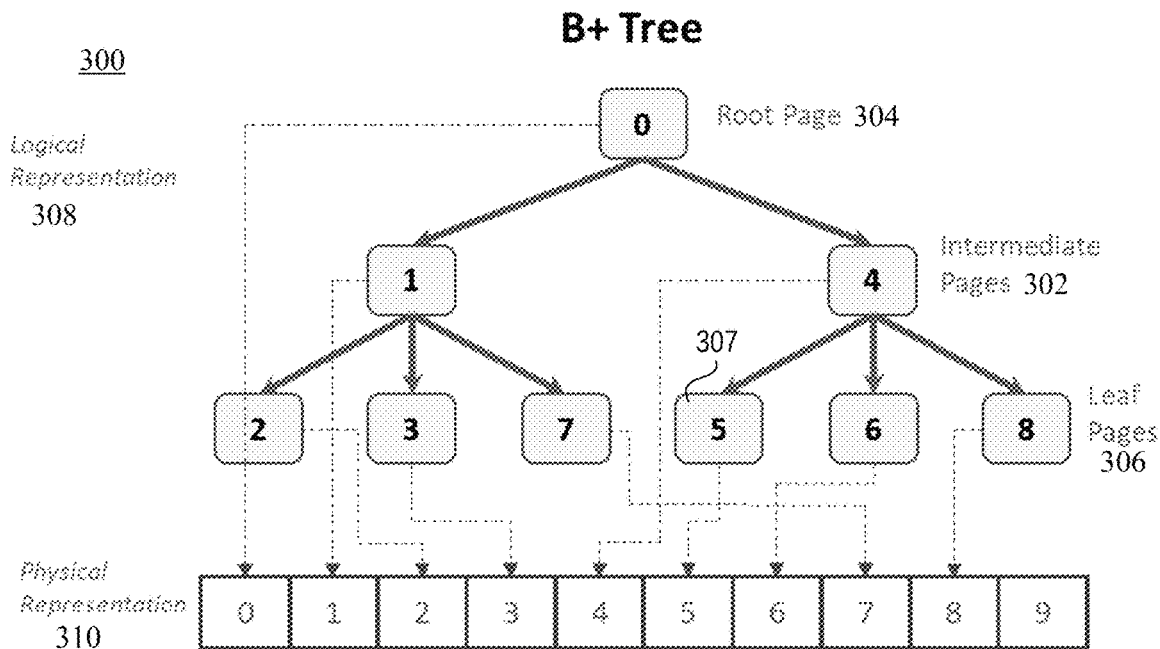 B+ Tree
300
0
Root Page 304
Logical
Representation
308
1
4
Intermediate
Pages 302
307
2
3
7
5
6
8
Leaf
Pages
306
Physical
Representation
310
0
1
2
3
4
5
6
7
8
9